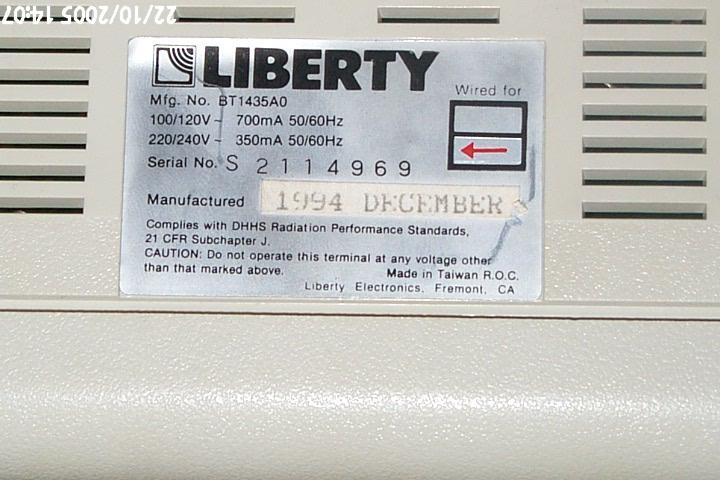 22/10/2005 14:07
LIBERTY
Mfg. No. BT1435A0
100/120V ~ 700mA 50/60Hz
220/240V ~ 350mA 50/60Hz
Wired for
Serial No. S 2114969
Manufactured 1994 DECEMBER
Complies with DHHS Radiation Performance Standards,
21 CFR Subchapter J.
CAUTION: Do not operate this terminal at any voltage other
than that marked above.
Made in Taiwan R.O.C.
Liberty Electronics, Fremont, CA